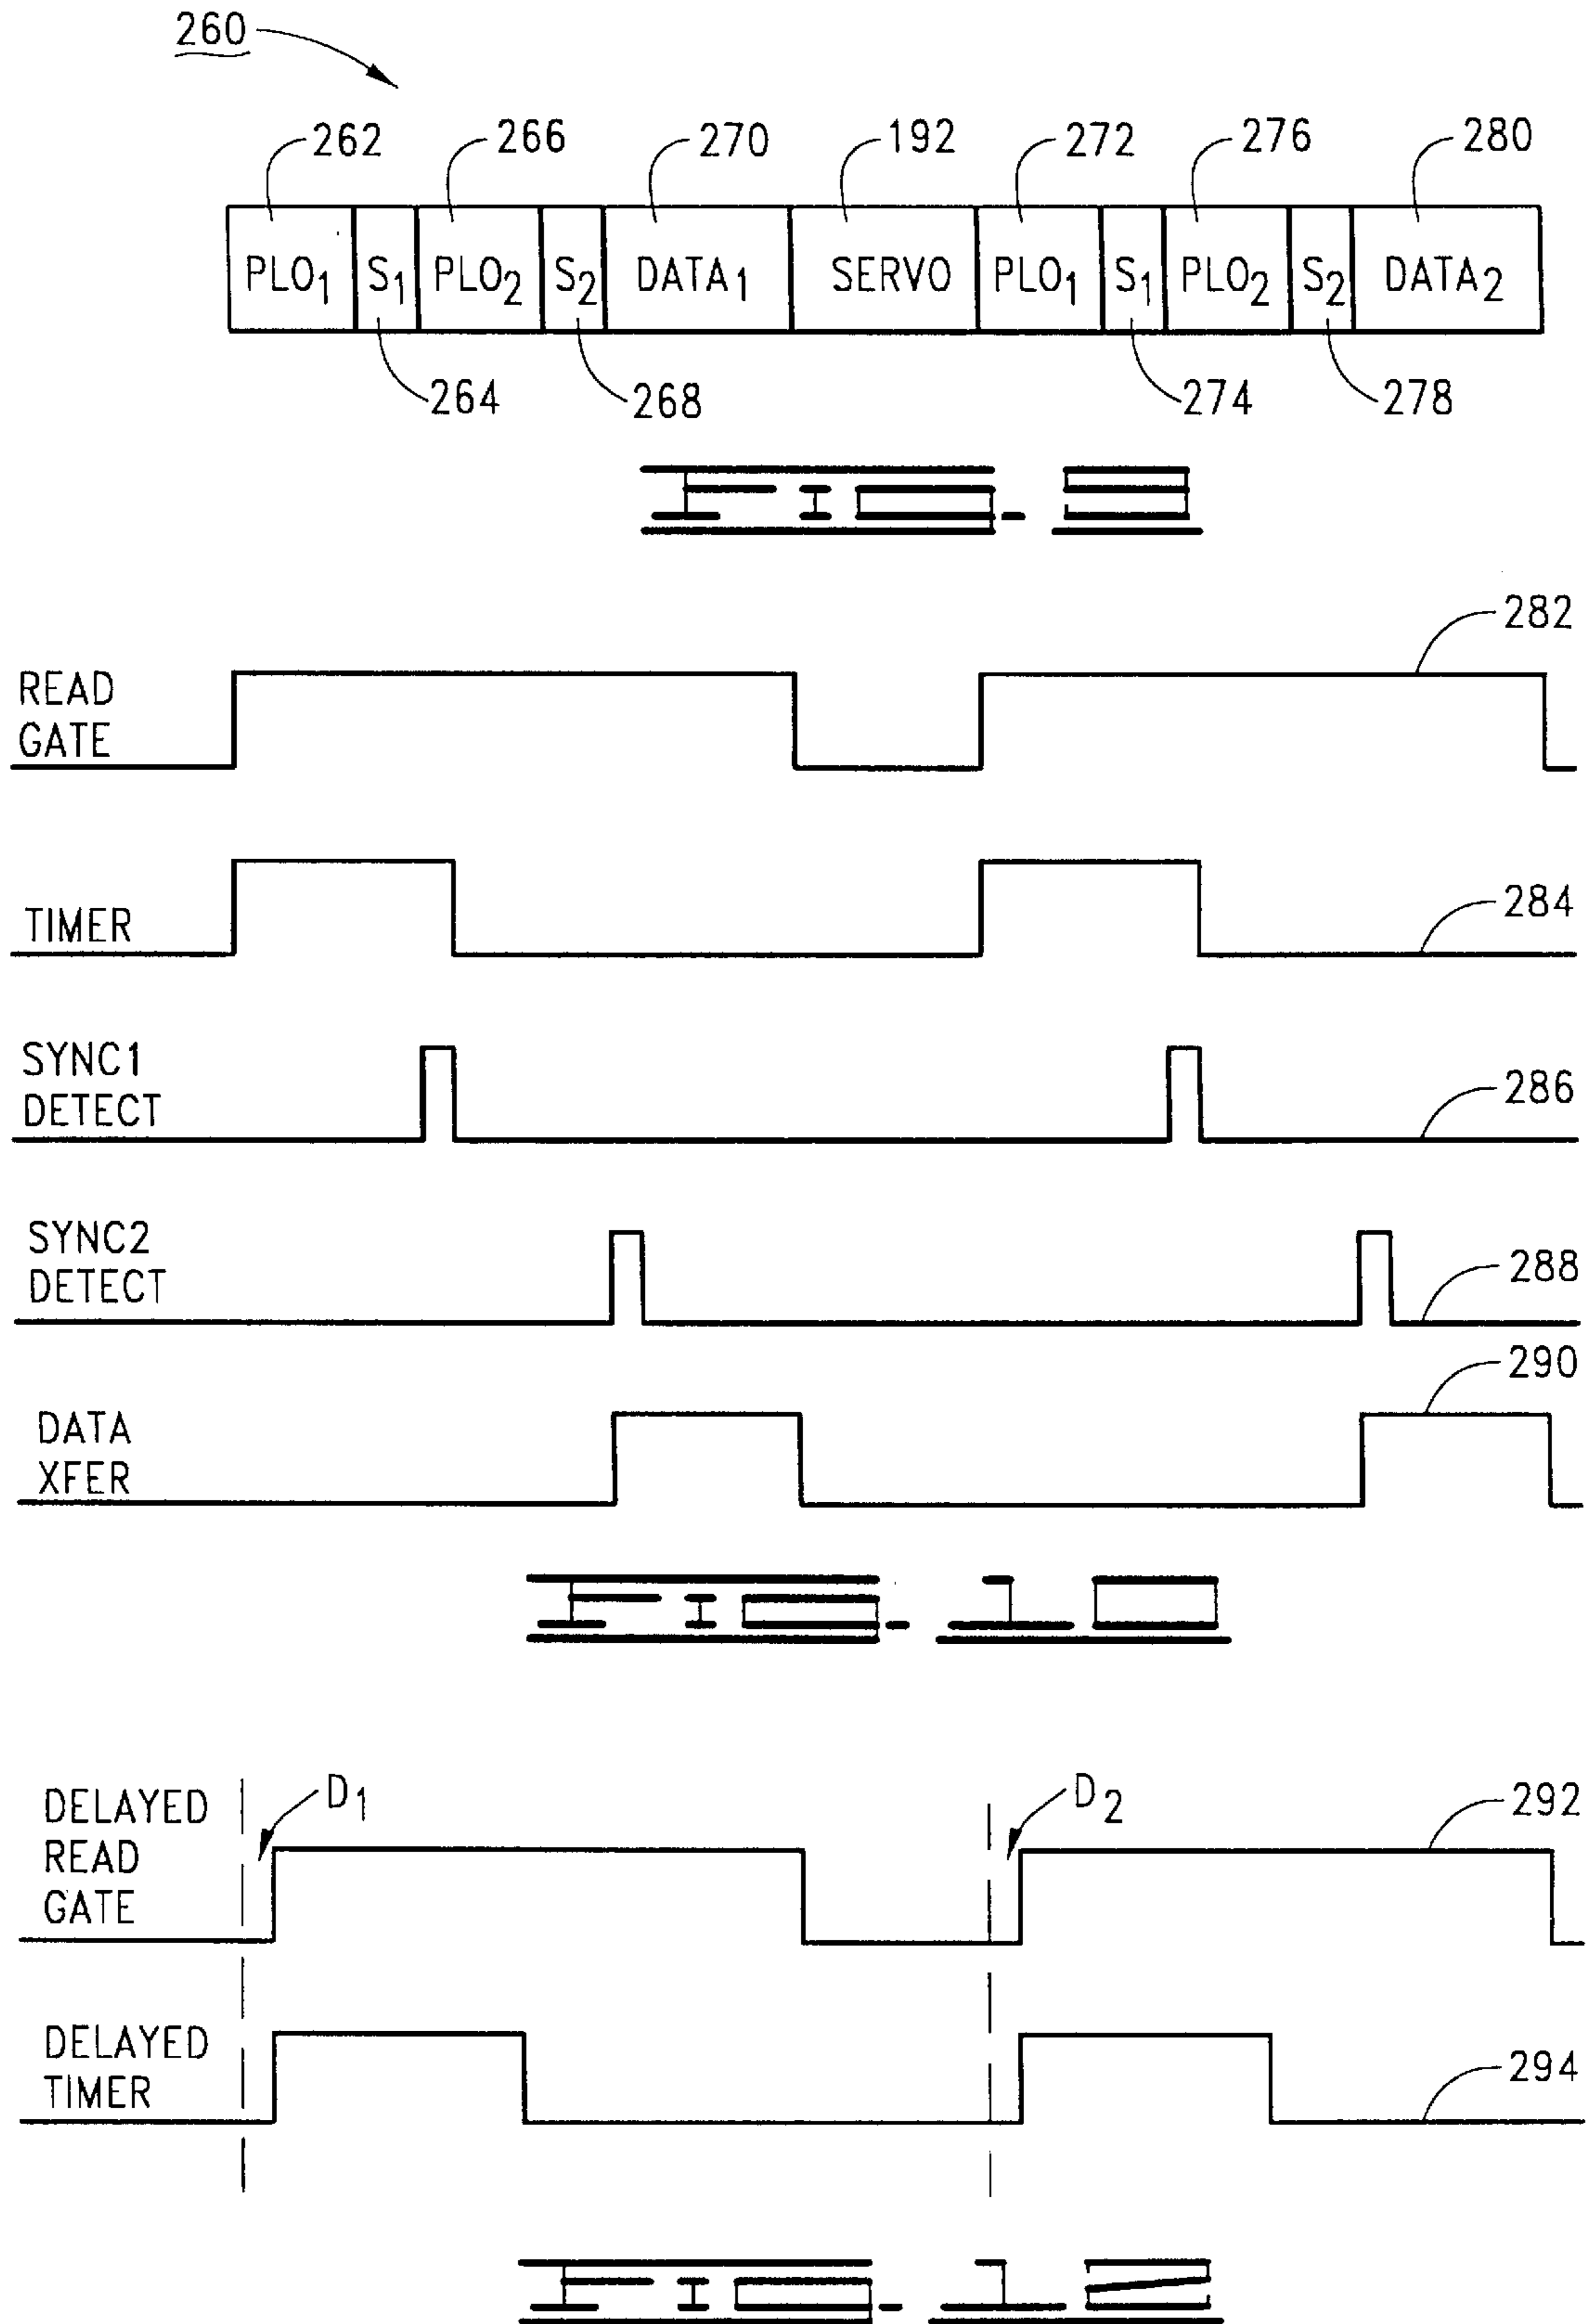 260
262 266 270 192 272 276 280
PLO1 S1 PLO2 S2 DATA1 SERVO PLO1 S1 PLO2 S2 DATA2
264 268 274 278
FIG. 9
282
READ
GATE
TIMER
284
SYNC1
DETECT
286
SYNC2
DETECT
288
290
DATA
XFER
FIG. 10
DELAYED
READ
GATE
D1
D2
292
DELAYED
TIMER
294
FIG. 12